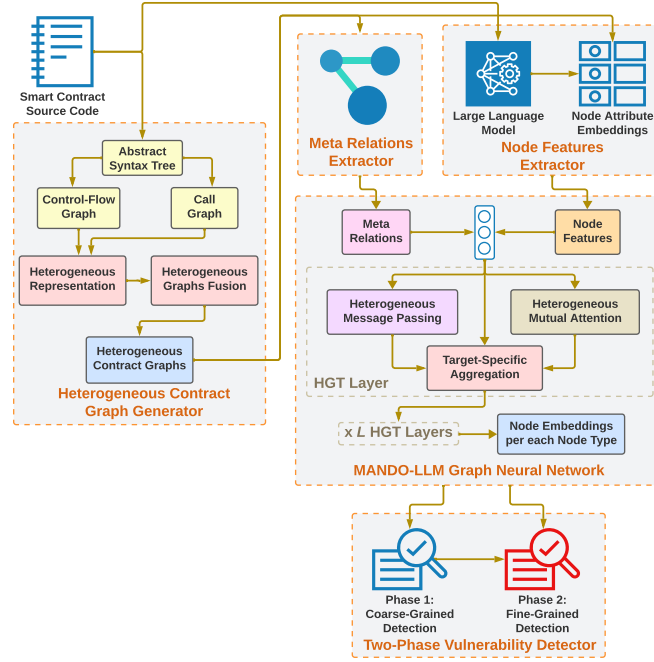 Smart Contract
Source Code
Abstract
Syntax Tree
Control-Flow
Graph
Call
Graph
Heterogeneous
Representation
Heterogeneous
Graphs Fusion
Heterogeneous
Contract Graphs
Heterogeneous Contract
Graph Generator
Meta Relations
Extractor
Large Language
Model
Node Attribute
Embeddings
Node Features
Extractor
Meta
Relations
Node
Features
Heterogeneous
Message Passing
Heterogeneous
Mutual Attention
Target-Specific
Aggregation
HGT Layer
x L HGT Layers
Node Embeddings
per each Node Type
MANDO-LLM Graph Neural Network
Phase 1:
Coarse-Grained
Detection
Phase 2:
Fine-Grained
Detection
Two-Phase Vulnerability Detector